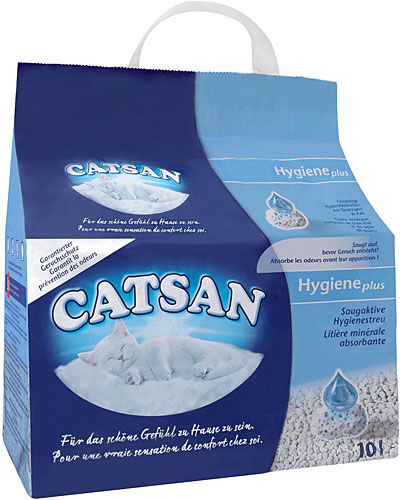 CATSAN
Für das schöne Gefühl zu Hause zu sein.
Pour une vraie sensation de confort chez soi.
Hygiene plus
Garantierter
Geruchsschutz
Garantit la
prévention des odeurs
Saugt auf,
bevor Geruch entsteht!
Absorbe les odeurs avant leur apparition !
CATSAN
Hygiene plus
Saugaktive
Hygienestreu
Litière minérale
absorbante
Für das schöne Gefühl zu Hause zu sein.
Pour une vraie sensation de confort chez soi.
10 l